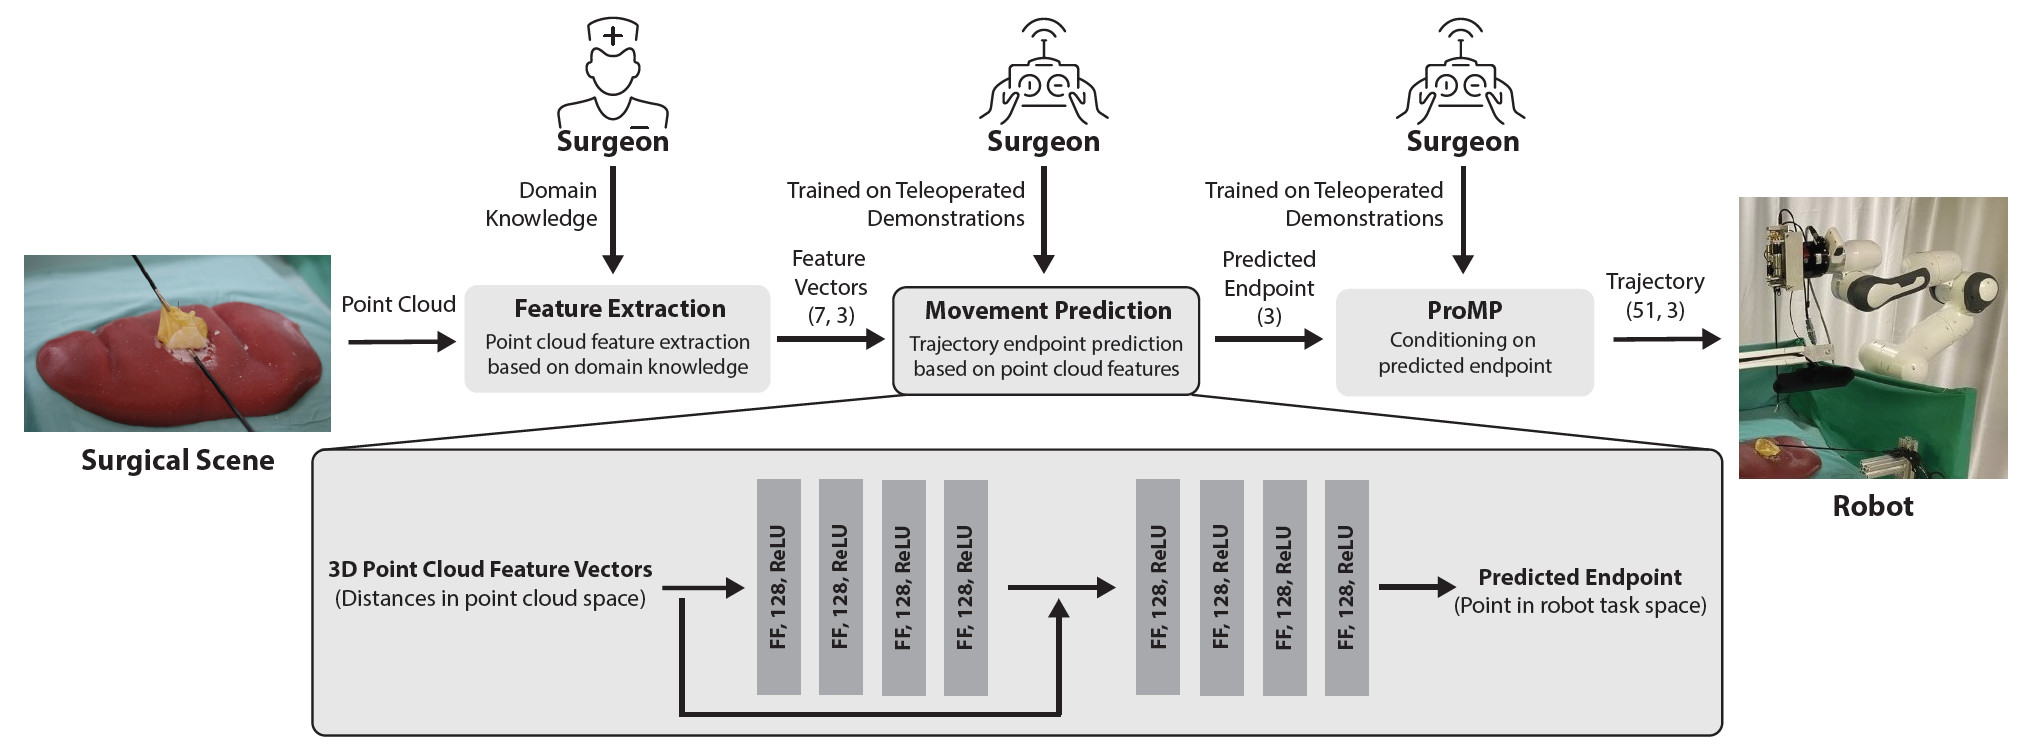 Surgeon
Surgeon
Surgeon
Domain
Knowledge
Trained on Teleoperated
Demonstrations
Trained on Teleoperated
Demonstrations
Point Cloud
Feature Extraction
Point cloud feature extraction
based on domain knowledge
Feature
Vectors
(7, 3)
Movement Prediction
Trajectory endpoint prediction
based on point cloud features
Predicted
Endpoint
(3)
ProMP
Conditioning on
predicted endpoint
Trajectory
(51, 3)
Surgical Scene
Robot
3D Point Cloud Feature Vectors
(Distances in point cloud space)
FF, 128, ReLU
FF, 128, ReLU
FF, 128, ReLU
FF, 128, ReLU
FF, 128, ReLU
FF, 128, ReLU
FF, 128, ReLU
FF, 128, ReLU
Predicted Endpoint
(Point in robot task space)